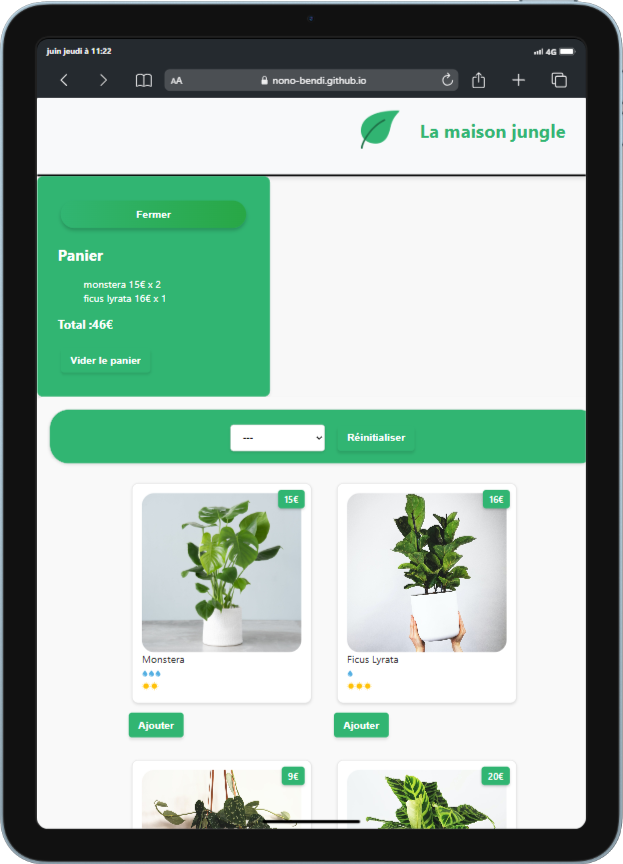 juin jeudi à 11:22
4G
AA
nono-bendi.github.io
La maison jungle
Fermer
Panier
monstera 15€ x 2
ficus lyrata 16€ x 1
Total :46€
Vider le panier
---
Réinitialiser
15€
16€
Monstera
Ficus Lyrata
Ajouter
Ajouter
9€
20€